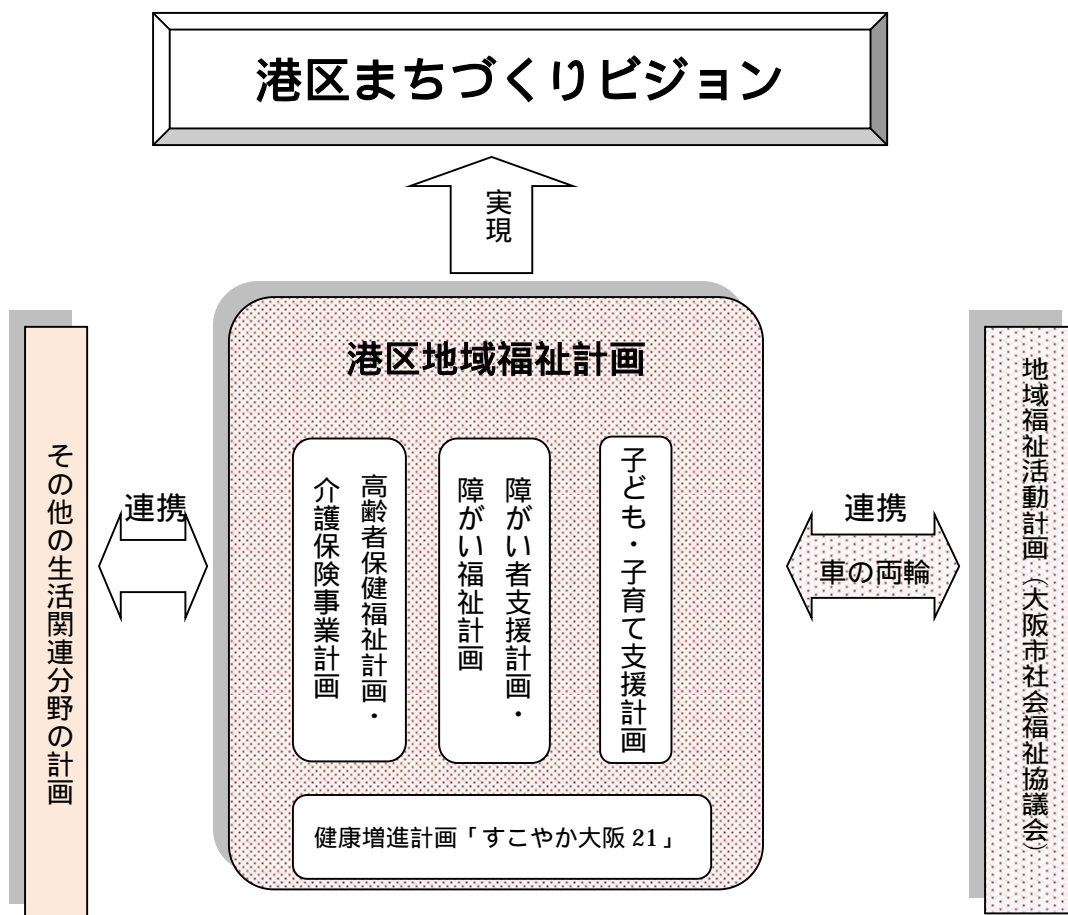 港区まちづくりビジョン
実現
港区地域福祉計画
その他の生活関連分野の計画
連携
高齢者保健福祉計画・
介護保険事業計画
障がい者支援計画・
障がい福祉計画
子ども・子育て支援計画
健康増進計画「すこやか大阪21」
連携
車の両輪
地域福祉活動計画（大阪市社会福祉協議会）